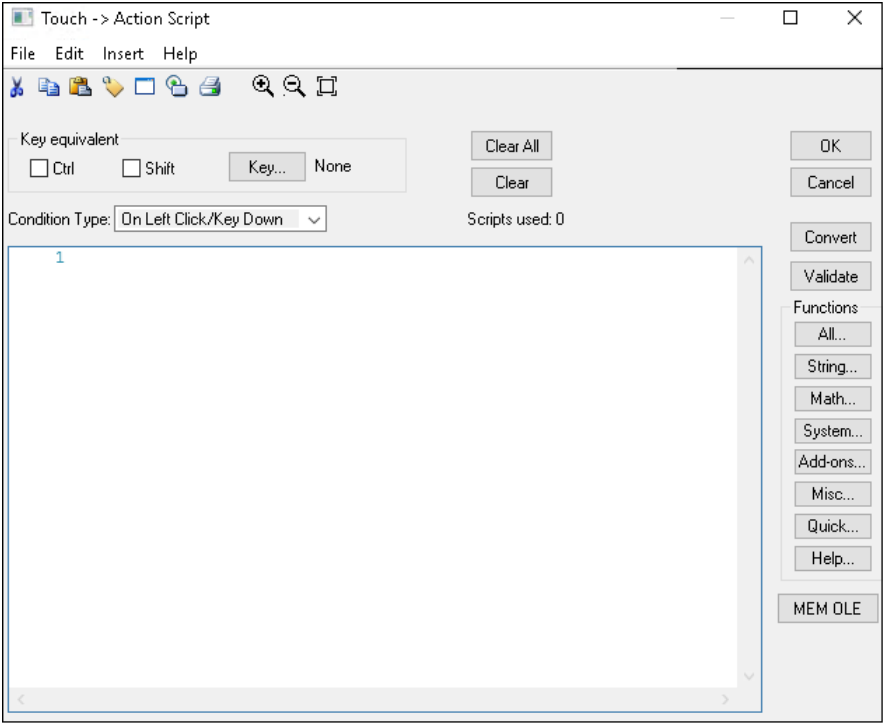 Touch -> Action Script
File Edit Insert Help
Key equivalent
Ctrl Shift Key... None
Clear All
Clear
OK
Cancel
Condition Type: On Left Click/Key Down
Scripts used: 0
Convert
Validate
1
Functions
All...
String...
Math...
System...
Add-ons...
Misc...
Quick...
Help...
MEM OLE